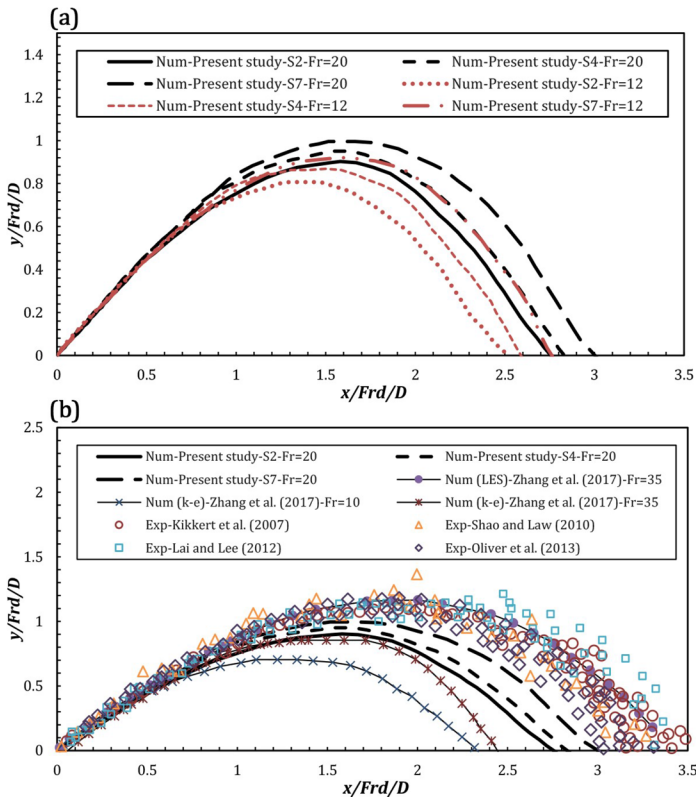 (a)
1.4
1.2
1
0.8
0.6
0.4
0.2
0
y/Frd/D
Num-Present study-S2-Fr=20
Num-Present study-S4-Fr=20
Num-Present study-S7-Fr=20
Num-Present study-S2-Fr=12
Num-Present study-S4-Fr=12
Num-Present study-S7-Fr=12
0 0.5 1 1.5 2 2.5 3 3.5
x/Frd/D
(b)
2.5
2
1.5
1
0.5
0
y/Frd/D
Num-Present study-S2-Fr=20
Num-Present study-S4-Fr=20
Num-Present study-S7-Fr=20
Num (LES)-Zhang et al. (2017)-Fr=35
Num (k-e)-Zhang et al. (2017)-Fr=10
Num (k-e)-Zhang et al. (2017)-Fr=35
Exp-Kikkert et al. (2007)
Exp-Shao and Law (2010)
Exp-Lai and Lee (2012)
Exp-Oliver et al. (2013)
0 0.5 1 1.5 2 2.5 3 3.5
x/Frd/D